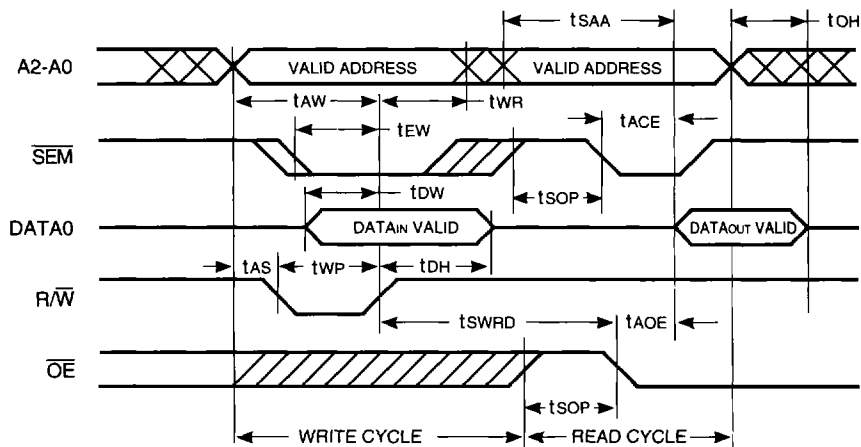 tSAA tOH
A2-A0 VALID ADDRESS VALID ADDRESS
tAW tWR
tEW tACE
SEM
tDW tSOP
DATA0 DATAIN VALID DATAOUT VALID
tAS tWP tDH
R/W
tSWRD tAOE
OE
tSOP
WRITE CYCLE READ CYCLE